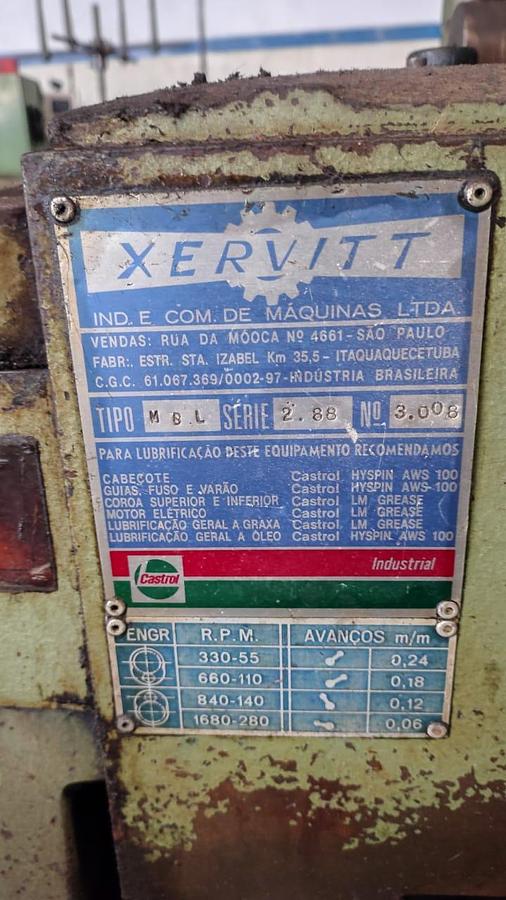 XERVITT
IND. E COM. DE MÁQUINAS LTDA.
VENDAS: RUA DA MOOCA Nº 4661 - SÃO PAULO
FABR.: ESTR. STA. IZABEL Km 35,5 - ITAQUAQUECETUBA
C.G.C. 61.067.369/0002-97 - INDÚSTRIA BRASILEIRA
TIPO MBL SÉRIE 2.88 Nº 3.008
PARA LUBRIFICAÇÃO DESTE EQUIPAMENTO RECOMENDAMOS
CABEÇOTE Castrol HYSPIN AWS 100
GUIAS, FUSO E VARÃO Castrol HYSPIN AWS 100
COROA SUPERIOR E INFERIOR Castrol LM GREASE
MOTOR ELÉTRICO Castrol LM GREASE
LUBRIFICAÇÃO GERAL A GRAXA Castrol LM GREASE
LUBRIFICAÇÃO GERAL A ÓLEO Castrol HYSPIN AWS 100
Industrial
Castrol
ENGR R.P.M. AVANÇOS m/m
330-55 0,24
660-110 0,18
840-140 0,12
1680-280 0,06